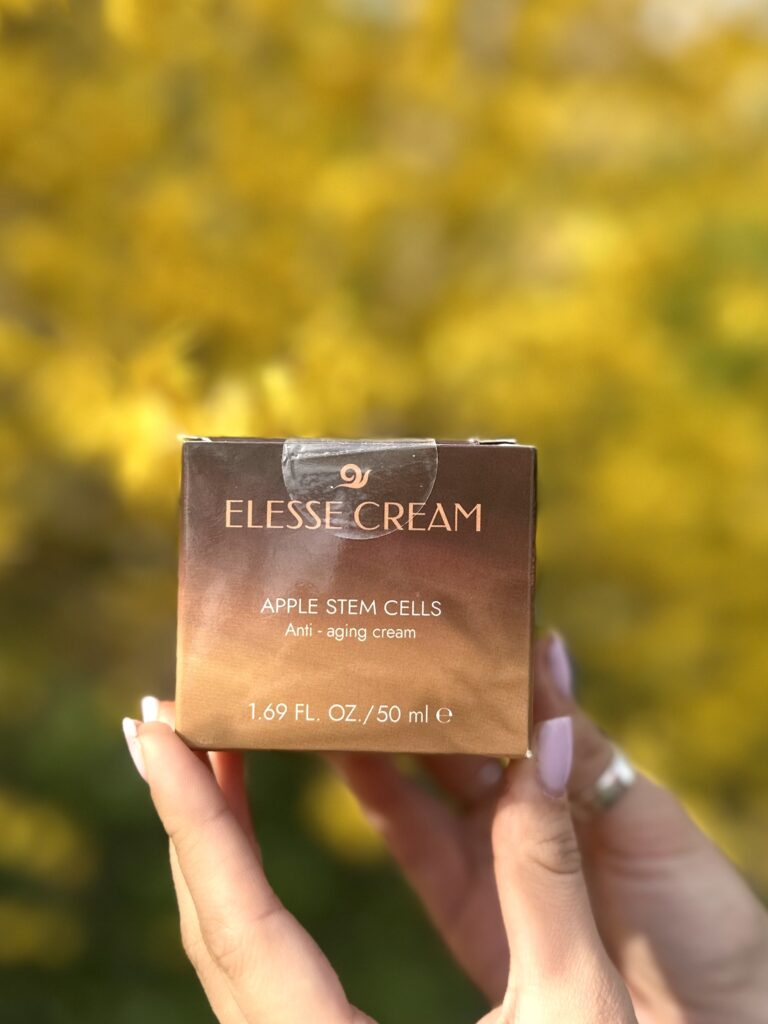 ELESSE CREAM
APPLE STEM CELLS
Anti - aging cream
1.69 FL. OZ./50 ml ℮